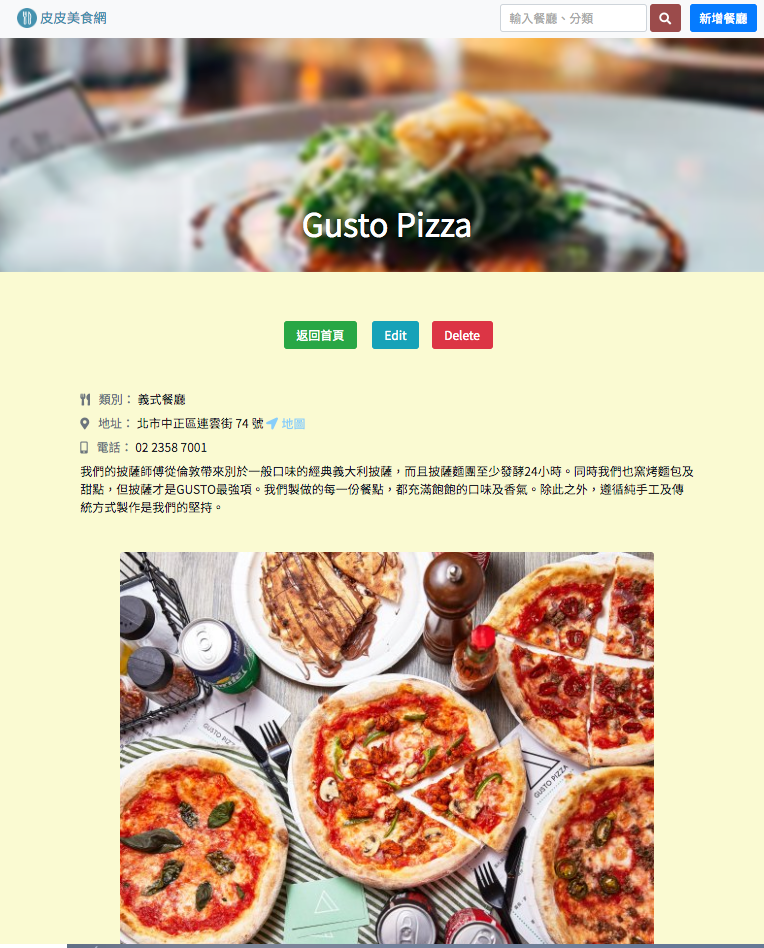 皮皮美食網
輸入餐廳、分類
新增餐廳
Gusto Pizza
返回首頁 Edit Delete
類別： 義式餐廳
地址： 北市中正區連雲街 74 號 地圖
電話： 02 2358 7001
我們的披薩師傅從倫敦帶來別於一般口味的經典義大利披薩，而且披薩麵團至少發酵24小時。同時我們也窯烤麵包及
甜點，但披薩才是GUSTO最強項。我們製做的每一份餐點，都充滿飽飽的口味及香氣。除此之外，遵循純手工及傳
統方式製作是我們的堅持。
GUSTO PIZZA
GUSTO PIZZA